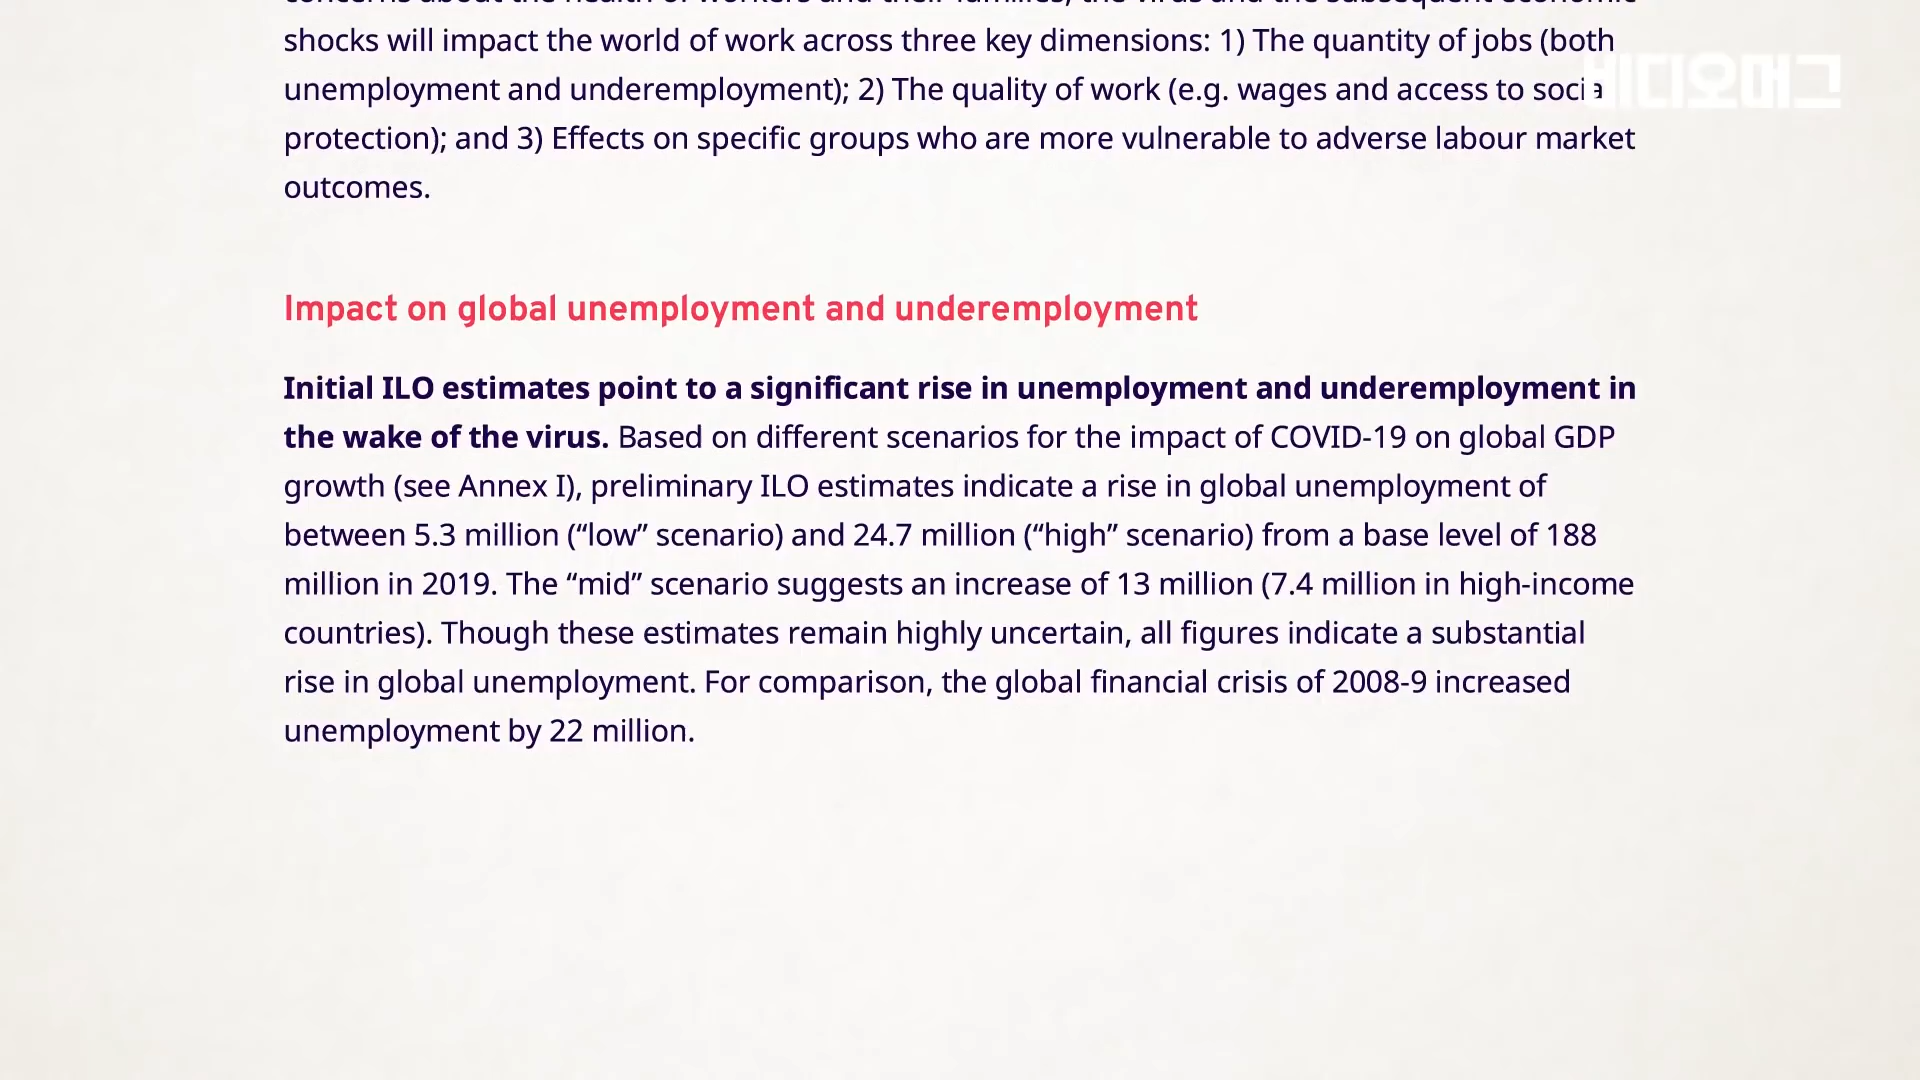 shocks will impact the world of work across three key dimensions: 1) The quantity of jobs (both
unemployment and underemployment); 2) The quality of work (e.g. wages and access to socia
비디오머그
protection); and 3) Effects on specific groups who are more vulnerable to adverse labour market
outcomes.
Impact on global unemployment and underemployment
Initial ILO estimates point to a significant rise in unemployment and underemployment in
the wake of the virus. Based on different scenarios for the impact of COVID-19 on global GDP
growth (see Annex I), preliminary ILO estimates indicate a rise in global unemployment of
between 5.3 million (“low” scenario) and 24.7 million (“high” scenario) from a base level of 188
million in 2019. The “mid” scenario suggests an increase of 13 million (7.4 million in high-income
countries). Though these estimates remain highly uncertain, all figures indicate a substantial
rise in global unemployment. For comparison, the global financial crisis of 2008-9 increased
unemployment by 22 million.